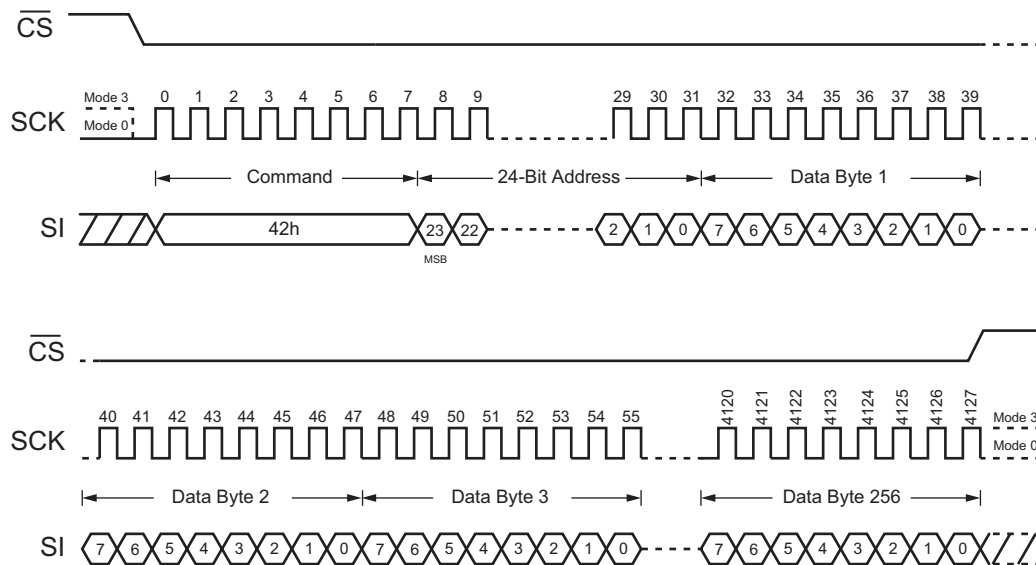 CS
Mode 3
Mode 0
SCK
0 1 2 3 4 5 6 7 8 9 29 30 31 32 33 34 35 36 37 38 39
Command 24-Bit Address Data Byte 1
SI
42h 23 22 2 1 0 7 6 5 4 3 2 1 0
MSB
CS
SCK
40 41 42 43 44 45 46 47 48 49 50 51 52 53 54 55 4120 4121 4122 4123 4124 4125 4126 4127
Mode 3
Mode 0
Data Byte 2 Data Byte 3 Data Byte 256
SI
7 6 5 4 3 2 1 0 7 6 5 4 3 2 1 0 7 6 5 4 3 2 1 0